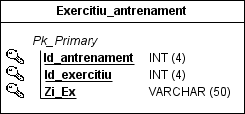 Exercitiu_antrenament
Pk_Primary
Id_antrenament INT (4)
Id_exercitiu INT (4)
Zi_Ex VARCHAR (50)